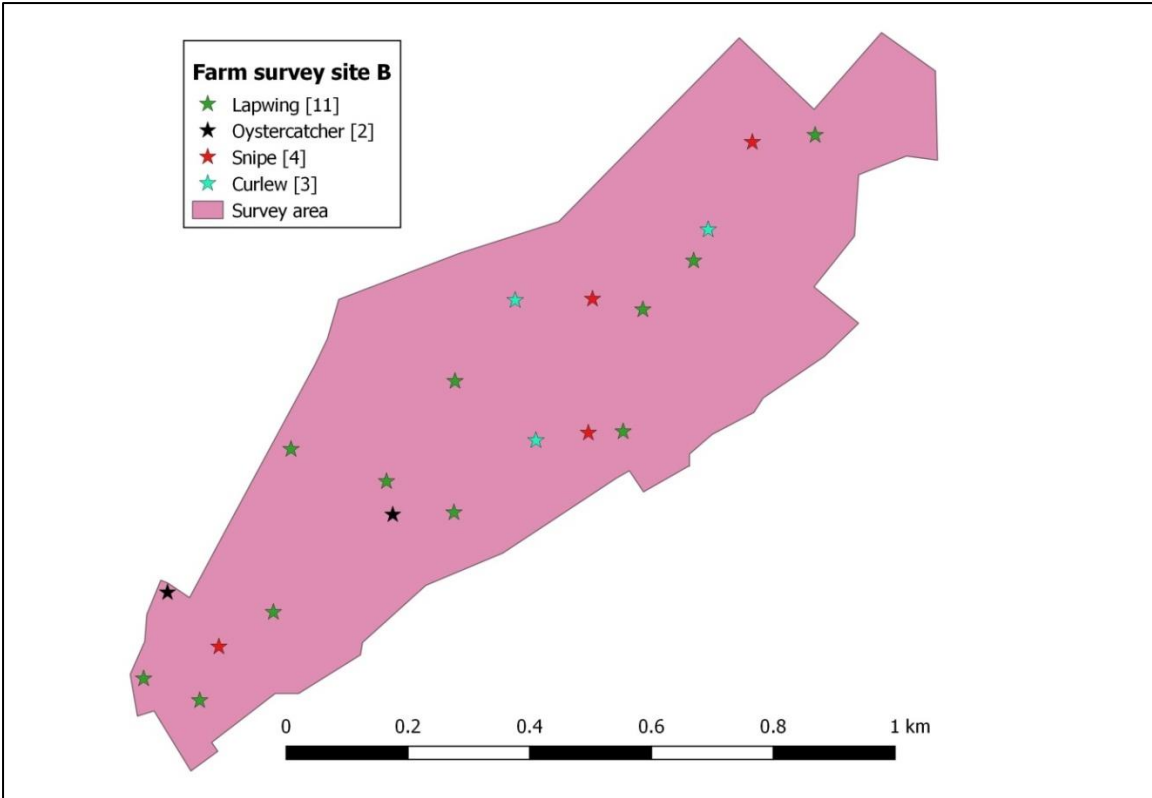 Farm survey site B
Lapwing [11]
Oystercatcher [2]
Snipe [4]
Curlew [3]
Survey area
0 0.2 0.4 0.6 0.8 1 km